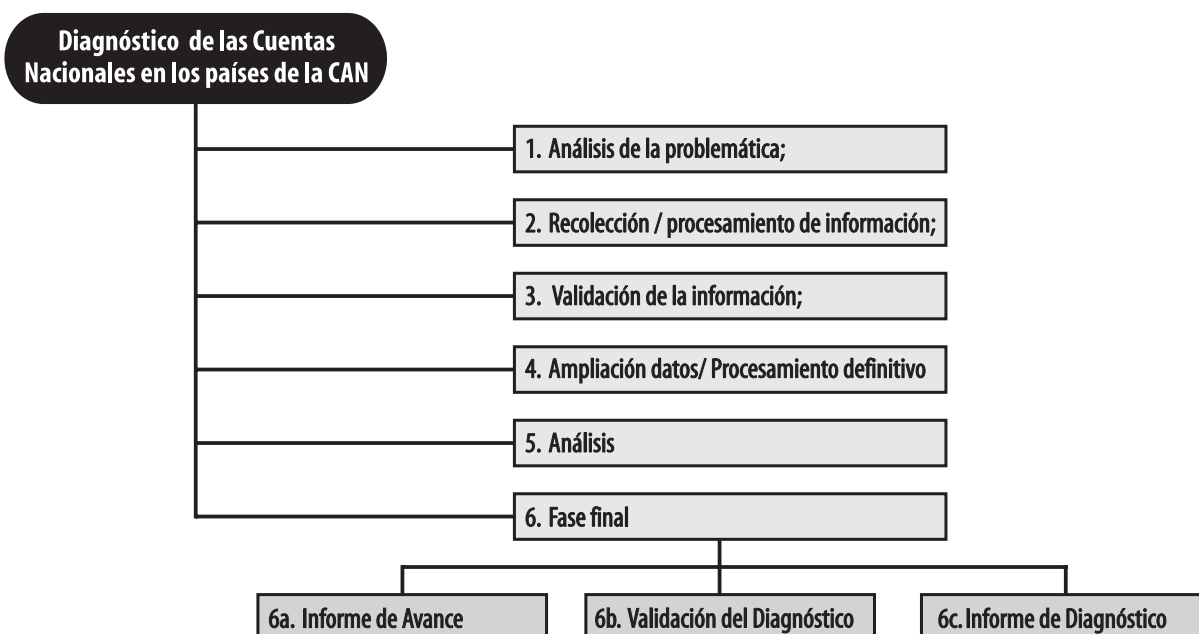 Diagnóstico de las Cuentas
Nacionales en los países de la CAN
1. Análisis de la problemática;
2. Recolección / procesamiento de información;
3. Validación de la información;
4. Ampliación datos/ Procesamiento definitivo
5. Análisis
6. Fase final
6a. Informe de Avance
6b. Validación del Diagnóstico
6c. Informe de Diagnóstico